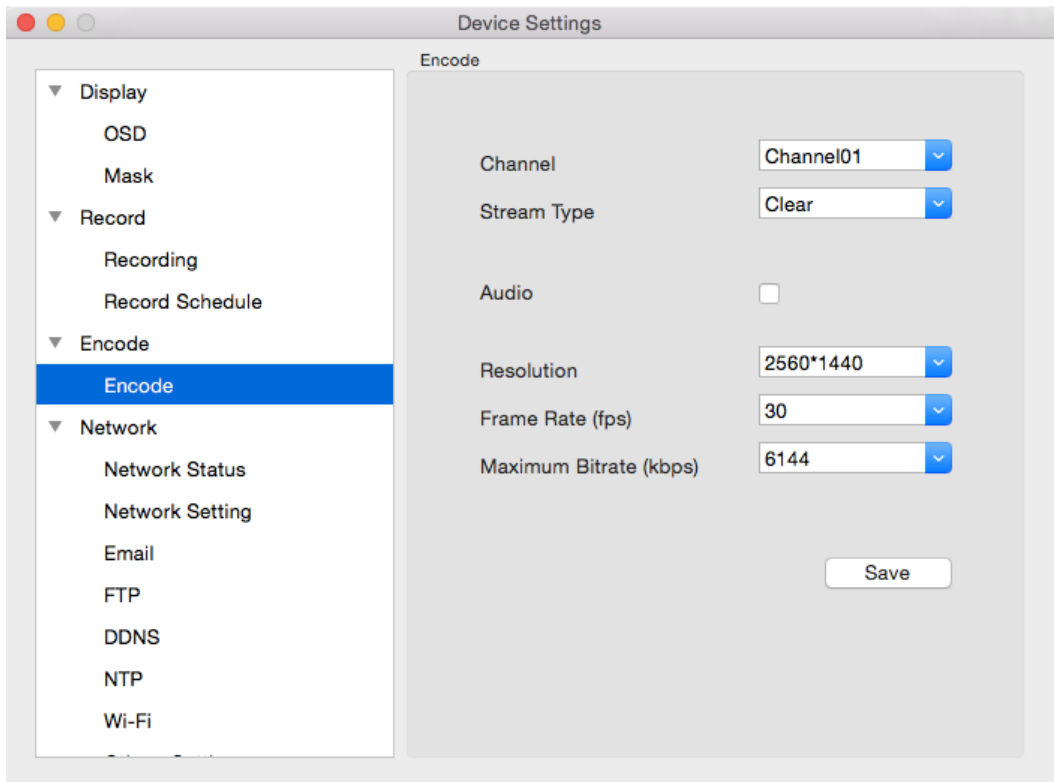 Device Settings
Encode
Display
OSD
Mask
Record
Recording
Record Schedule
Encode
Encode
Network
Network Status
Network Setting
Email
FTP
DDNS
NTP
Wi-Fi
Channel
Channel01
Stream Type
Clear
Audio
Resolution
2560*1440
Frame Rate (fps)
30
Maximum Bitrate (kbps)
6144
Save